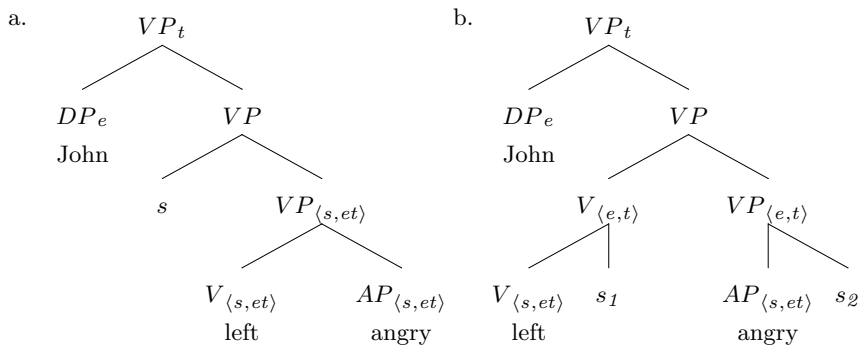 a. b.
VP_t VP_t
DP_e VP DP_e VP
John John
s VP_⟨s,et⟩ V_⟨e,t⟩ VP_⟨e,t⟩
V_⟨s,et⟩ AP_⟨s,et⟩ V_⟨s,et⟩ s_1 AP_⟨s,et⟩ s_2
left angry left angry